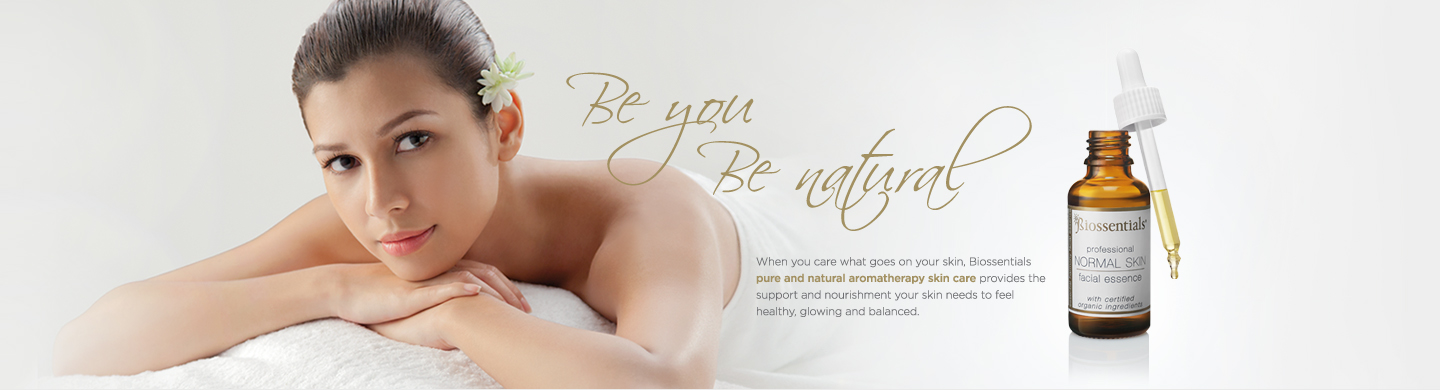 Be you
Be natural
When you care what goes on your skin, Biossentials
pure and natural aromatherapy skin care provides the
support and nourishment your skin needs to feel
healthy, glowing and balanced.
Biossentials®
professional
NORMAL SKIN
facial essence
with certified
organic ingredients